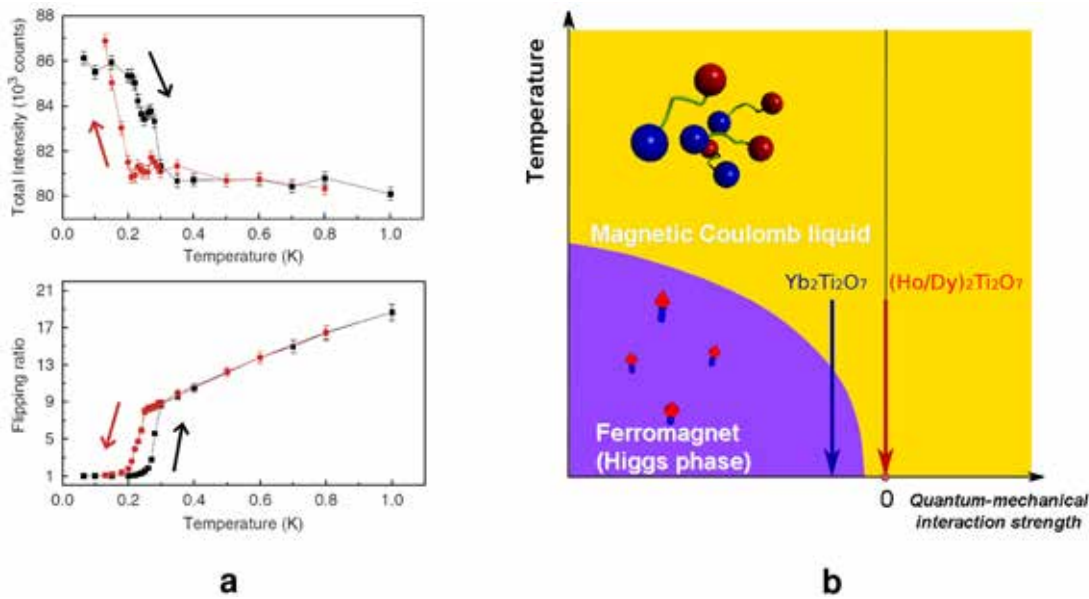 Total Intensity (10³ counts)
88
86
84
82
80
0.0 0.2 0.4 0.6 0.8 1.0
Temperature (K)
Flipping ratio
21
17
13
9
5
1
0.0 0.2 0.4 0.6 0.8 1.0
Temperature (K)
a
Temperature
Magnetic Coulomb liquid
Yb₂Ti₂O₇ (Ho/Dy)₂Ti₂O₇
Ferromagnet
(Higgs phase)
0 Quantum-mechanical
interaction strength
b